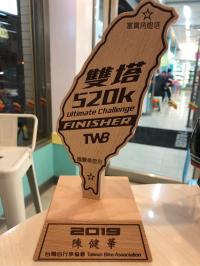 富貴角燈塔
雙塔
520k
Ultimate Challenge
FINISHER
TWB
鵝鑾鼻燈塔
2019
陳健華
台灣自行車協會 Taiwan Bike Association